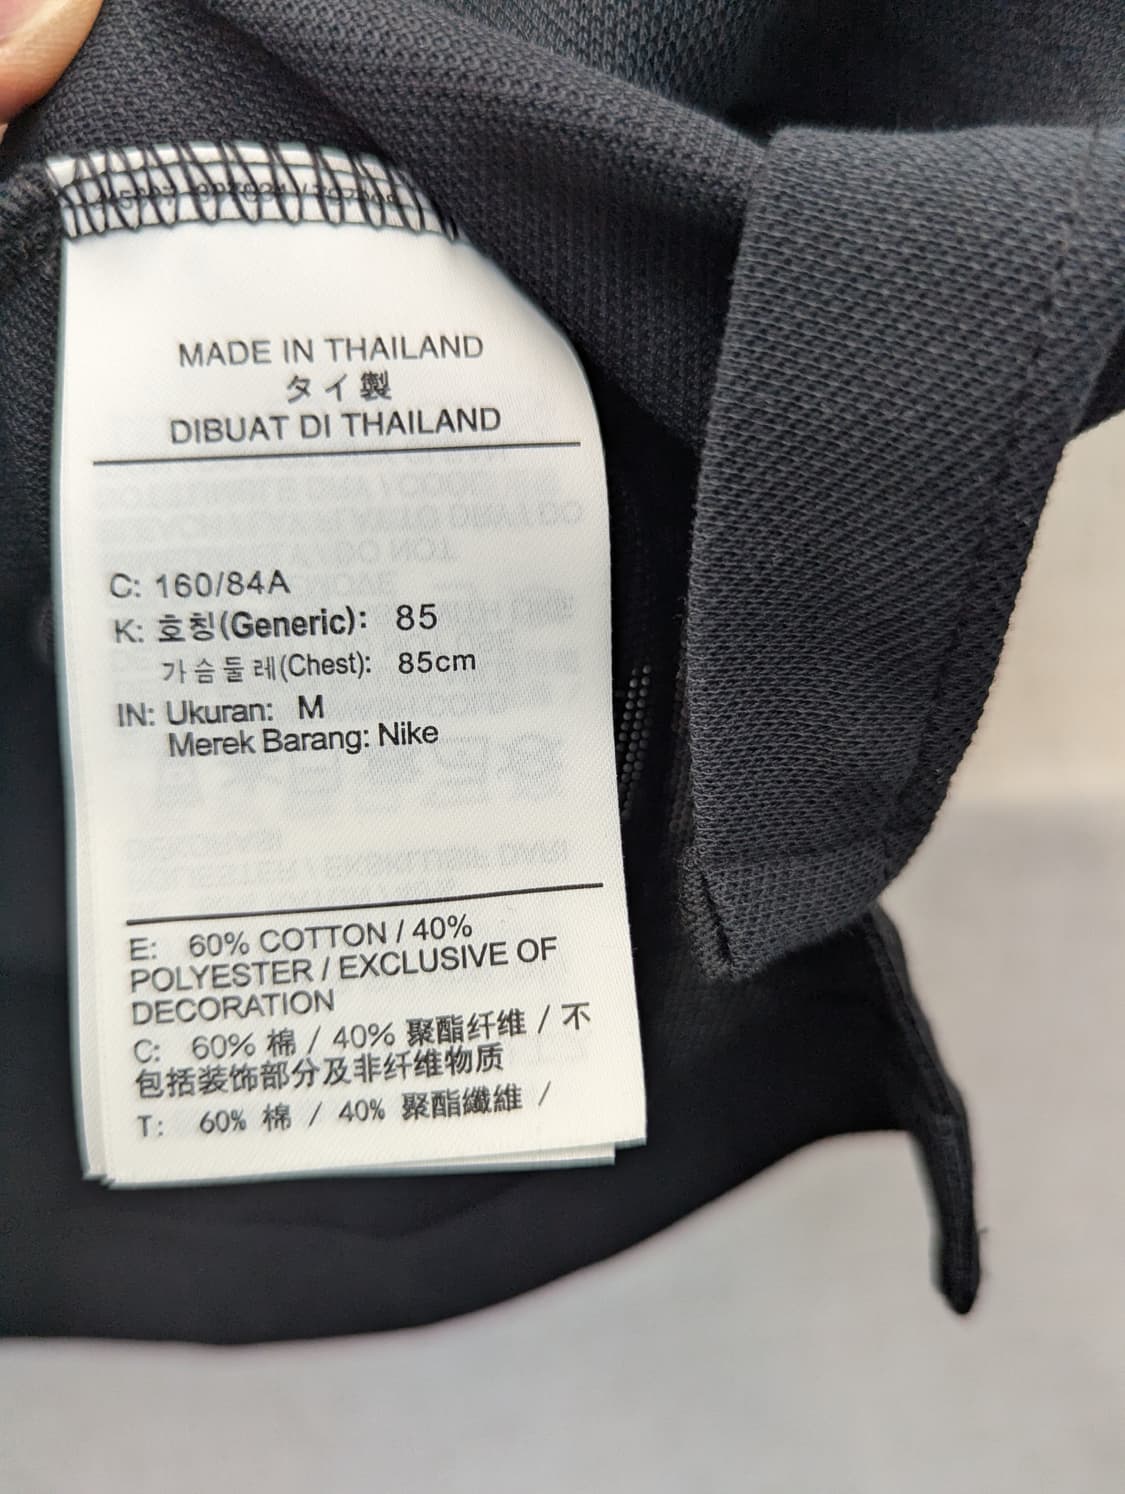 MADE IN THAILAND
タイ製
DIBUAT DI THAILAND
C: 160/84A
K: 호칭(Generic): 85
가슴둘레(Chest): 85cm
IN: Ukuran: M
Merek Barang: Nike
E: 60% COTTON / 40%
POLYESTER / EXCLUSIVE OF
DECORATION
C: 60% 棉 / 40% 聚酯纤维 / 不
包括装饰部分及非纤维物质
T: 60% 棉 / 40% 聚酯纖維 /